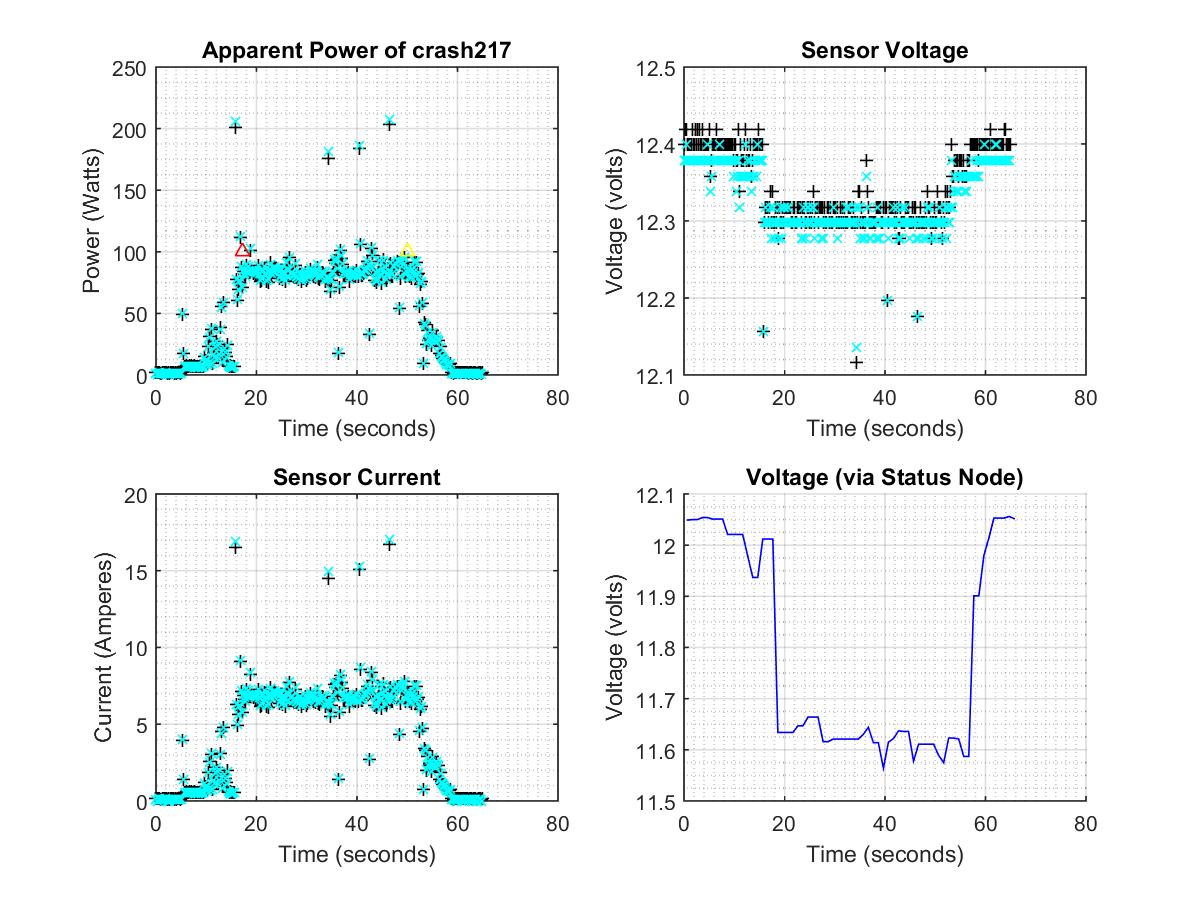 Apparent Power of crash217
250
200
150
100
50
0
Power (Watts)
0 20 40 60 80
Time (seconds)
Sensor Voltage
12.5
12.4
12.3
12.2
12.1
Voltage (volts)
0 20 40 60 80
Time (seconds)
Sensor Current
20
15
10
5
0
Current (Amperes)
0 20 40 60 80
Time (seconds)
Voltage (via Status Node)
12.1
12
11.9
11.8
11.7
11.6
11.5
Voltage (volts)
0 20 40 60 80
Time (seconds)